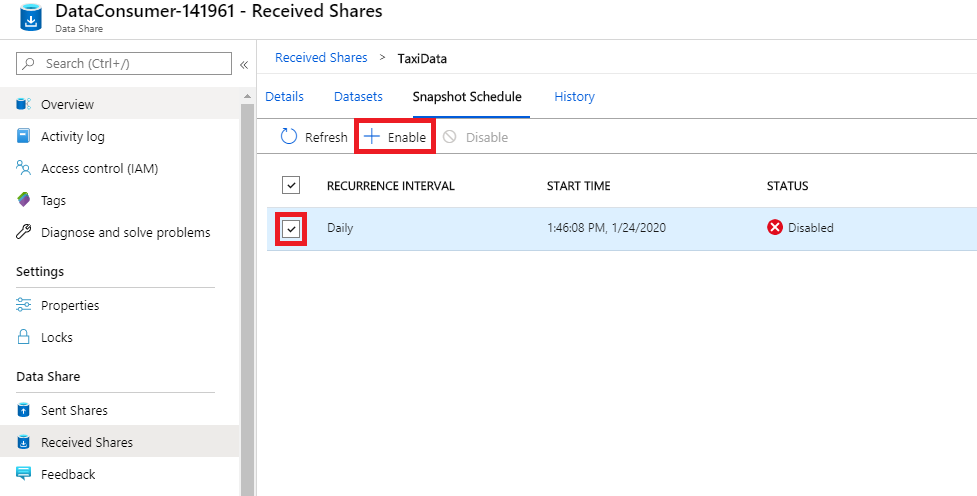 DataConsumer-141961 - Received Shares
Data Share
Search (Ctrl+/)
«
Overview
Activity log
Access control (IAM)
Tags
Diagnose and solve problems
Settings
Properties
Locks
Data Share
Sent Shares
Received Shares
Feedback
Received Shares > TaxiData
Details Datasets Snapshot Schedule History
Refresh Enable Disable
RECURRENCE INTERVAL START TIME STATUS
Daily 1:46:08 PM, 1/24/2020 Disabled